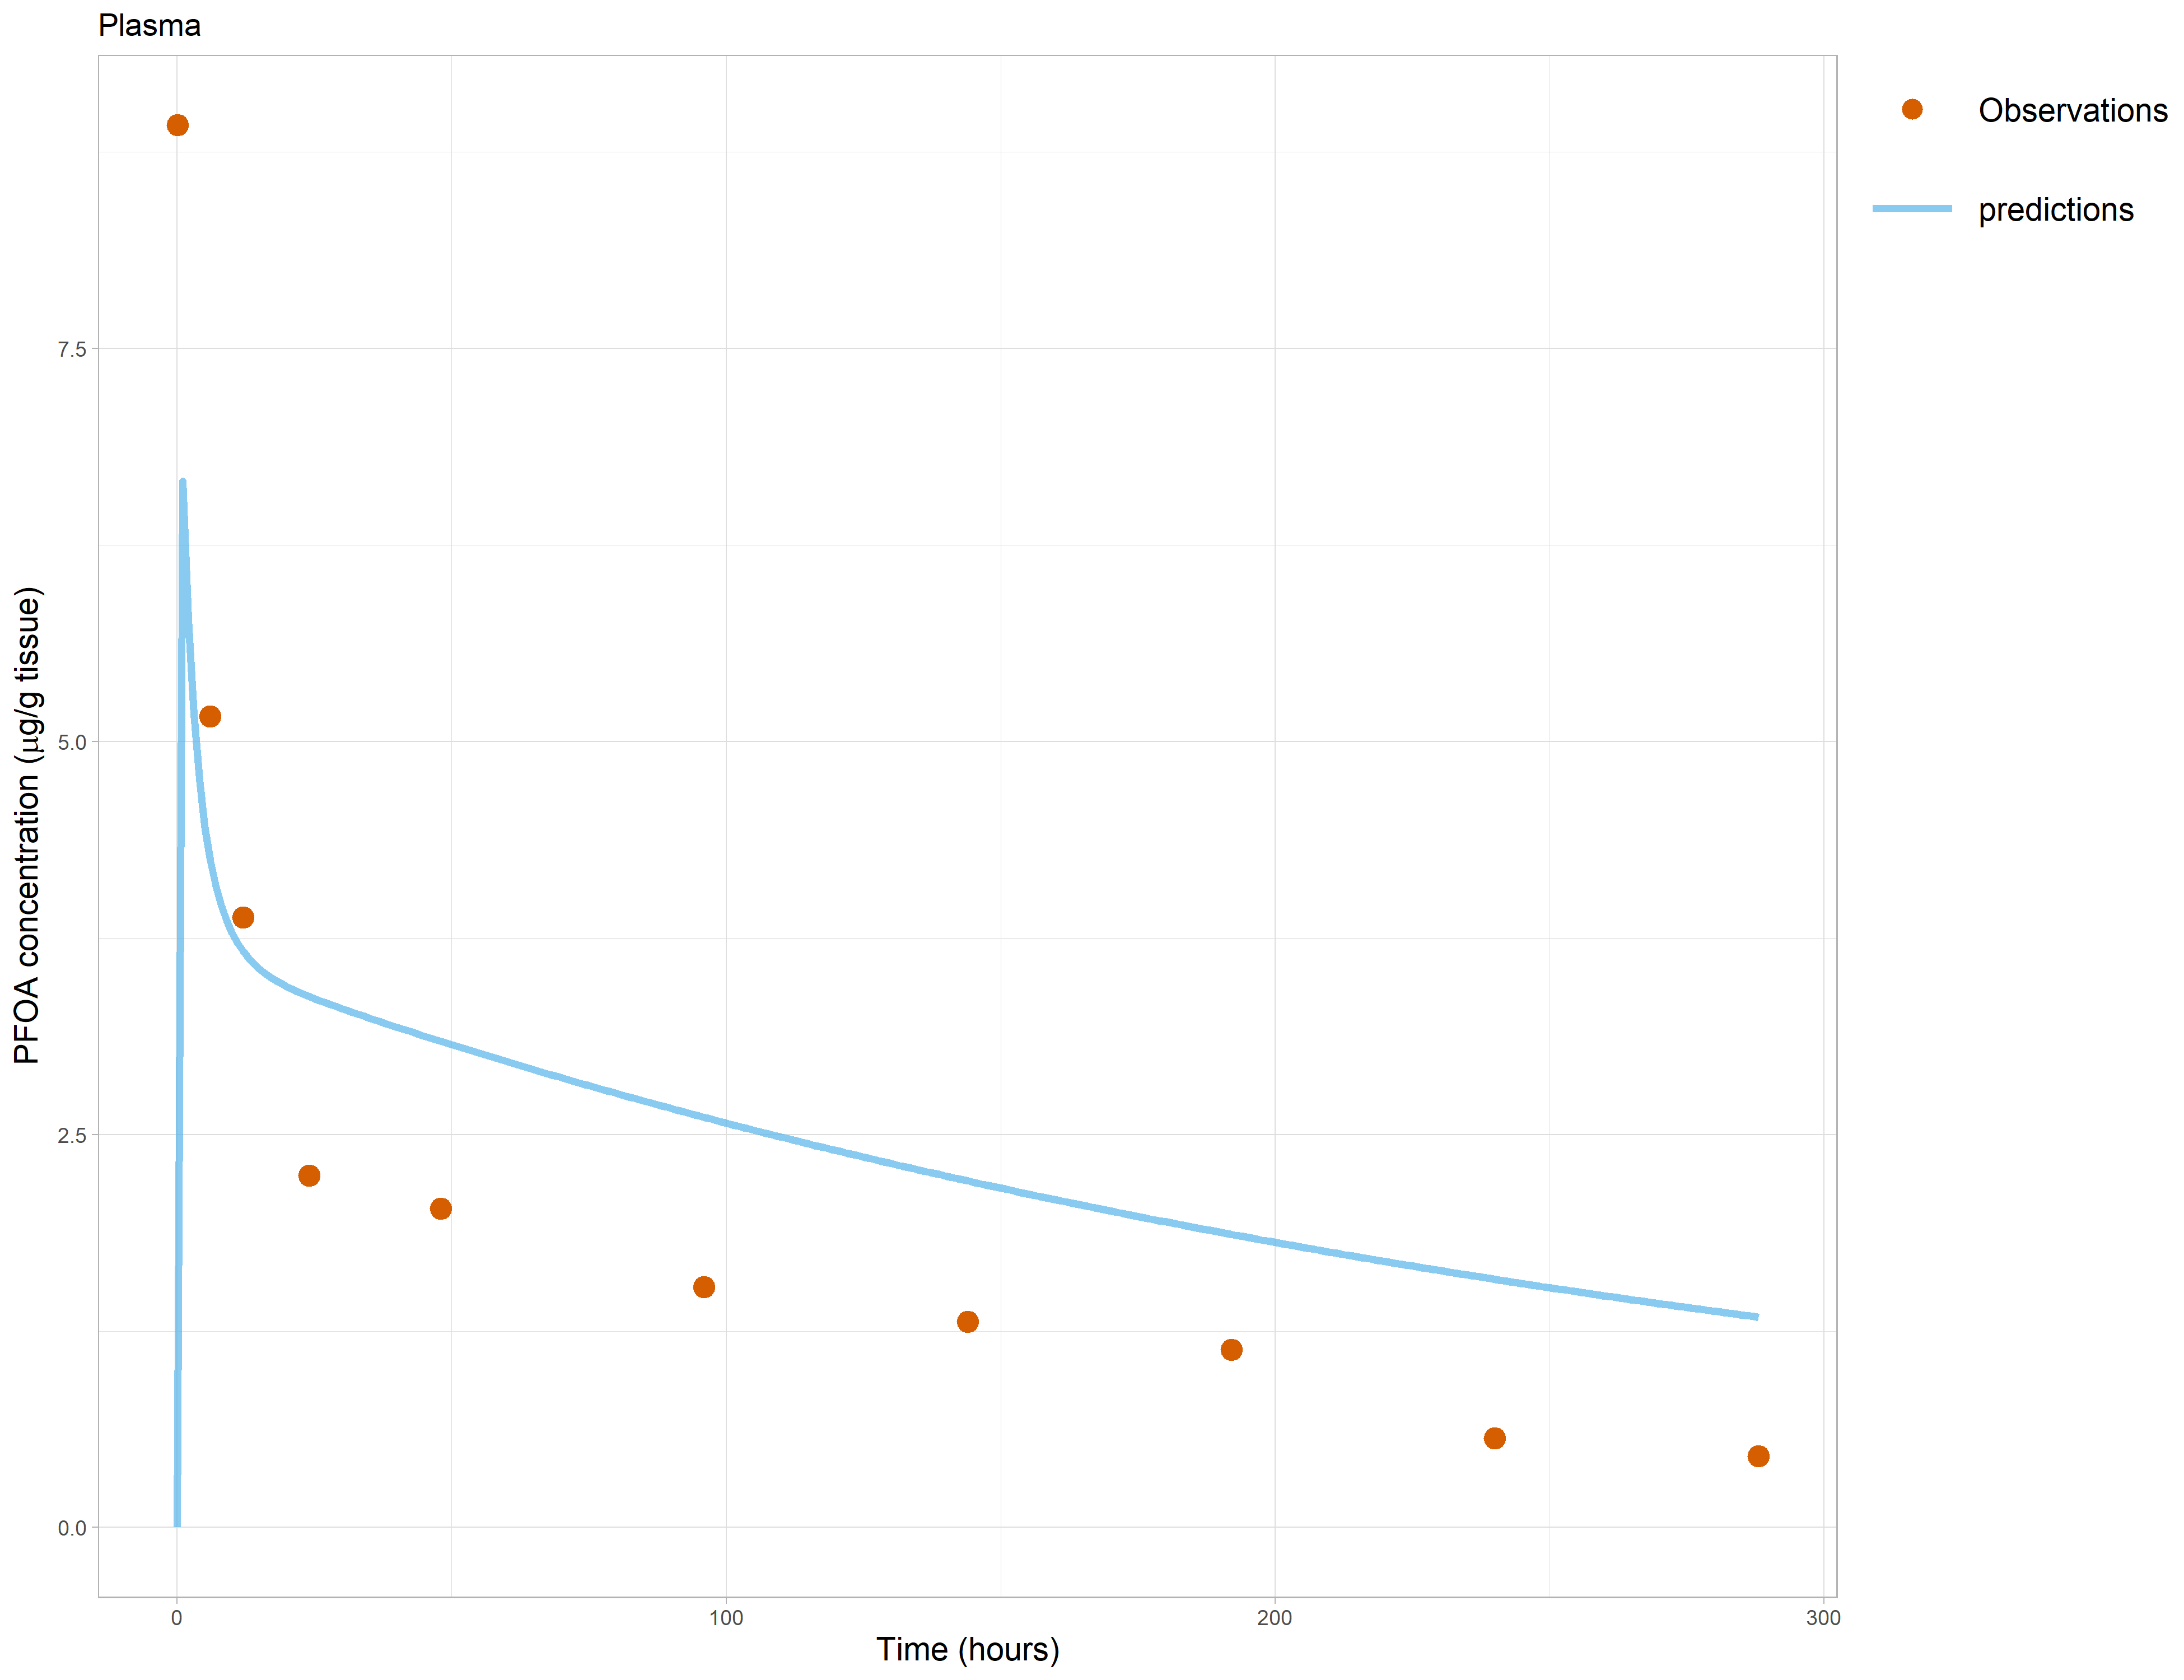 Plasma
Observations
predictions
PFOA concentration (μg/g tissue)
7.5
5.0
2.5
0.0
0
100
200
300
Time (hours)